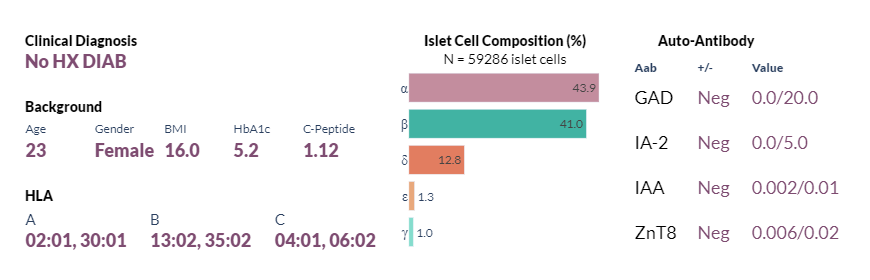 Clinical Diagnosis
No HX DIAB
Background
Age Gender BMI HbA1c C-Peptide
23 Female 16.0 5.2 1.12
HLA
A B C
02:01, 30:01 13:02, 35:02 04:01, 06:02
Islet Cell Composition (%)
N = 59286 islet cells
α 43.9
β 41.0
δ 12.8
ε 1.3
γ 1.0
Auto-Antibody
Aab +/- Value
GAD Neg 0.0/20.0
IA-2 Neg 0.0/5.0
IAA Neg 0.002/0.01
ZnT8 Neg 0.006/0.02